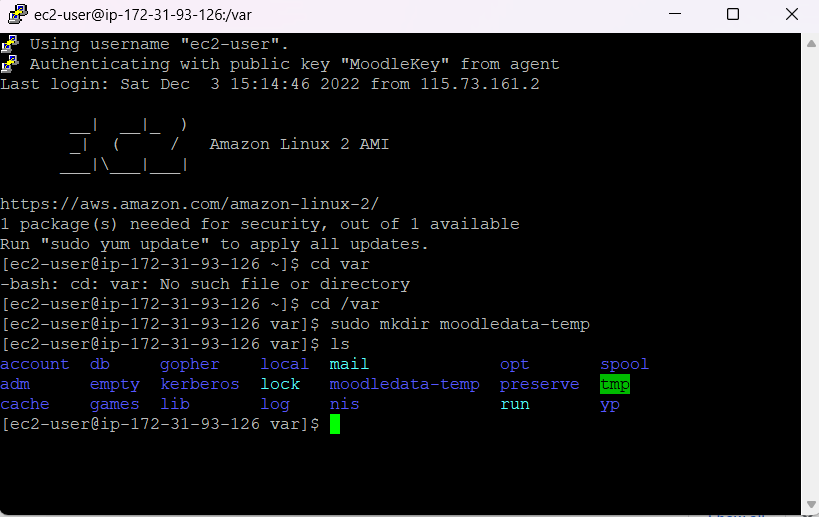 ec2-user@ip-172-31-93-126:/var
Using username "ec2-user".
Authenticating with public key "MoodleKey" from agent
Last login: Sat Dec  3 15:14:46 2022 from 115.73.161.2
       __|  __|_  )
       _|  (     /   Amazon Linux 2 AMI
      ___|\___|___|
https://aws.amazon.com/amazon-linux-2/
1 package(s) needed for security, out of 1 available
Run "sudo yum update" to apply all updates.
[ec2-user@ip-172-31-93-126 ~]$ cd var
-bash: cd: var: No such file or directory
[ec2-user@ip-172-31-93-126 ~]$ cd /var
[ec2-user@ip-172-31-93-126 var]$ sudo mkdir moodledata-temp
[ec2-user@ip-172-31-93-126 var]$ ls
account  db     gopher    local  mail             opt       spool
adm      empty  kerberos  lock   moodledata-temp  preserve  tmp
cache    games  lib       log    nis              run       yp
[ec2-user@ip-172-31-93-126 var]$